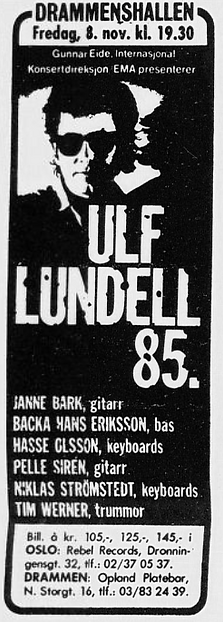 DRAMMENSHALLEN
Fredag, 8. nov. kl. 19.30
Gunnar Eide, Internasjonal
Konsertdireksjon/EMA presenterer
ULF
LUNDELL
85.
JANNE BARK, gitarr
BACKA HANS ERIKSSON, bas
HASSE OLSSON, keyboards
PELLE SIRÉN, gitarr
NIKLAS STRÖMSTEDT, keyboards
TIM WERNER, trummor
Bill. à kr. 105,-, 125,-, 145,- i
OSLO: Rebel Records, Dronnin-
gensgt. 32, tlf.: 02/37 05 37.
DRAMMEN: Opland Platebar,
N. Storgt. 16, tlf.: 03/83 24 39.